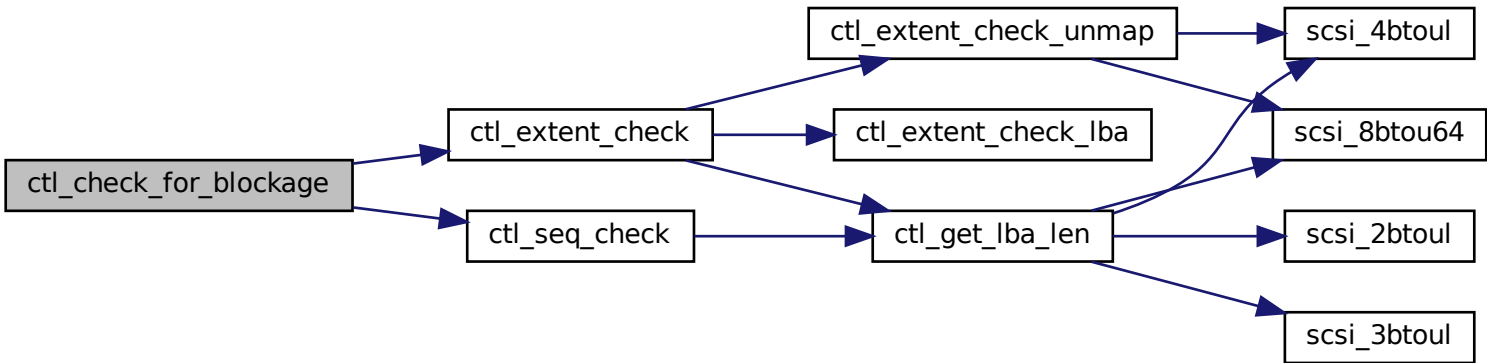 ctl_check_for_blockage
ctl_extent_check
ctl_seq_check
ctl_extent_check_unmap
ctl_extent_check_lba
ctl_get_lba_len
scsi_4btoul
scsi_8btou64
scsi_2btoul
scsi_3btoul